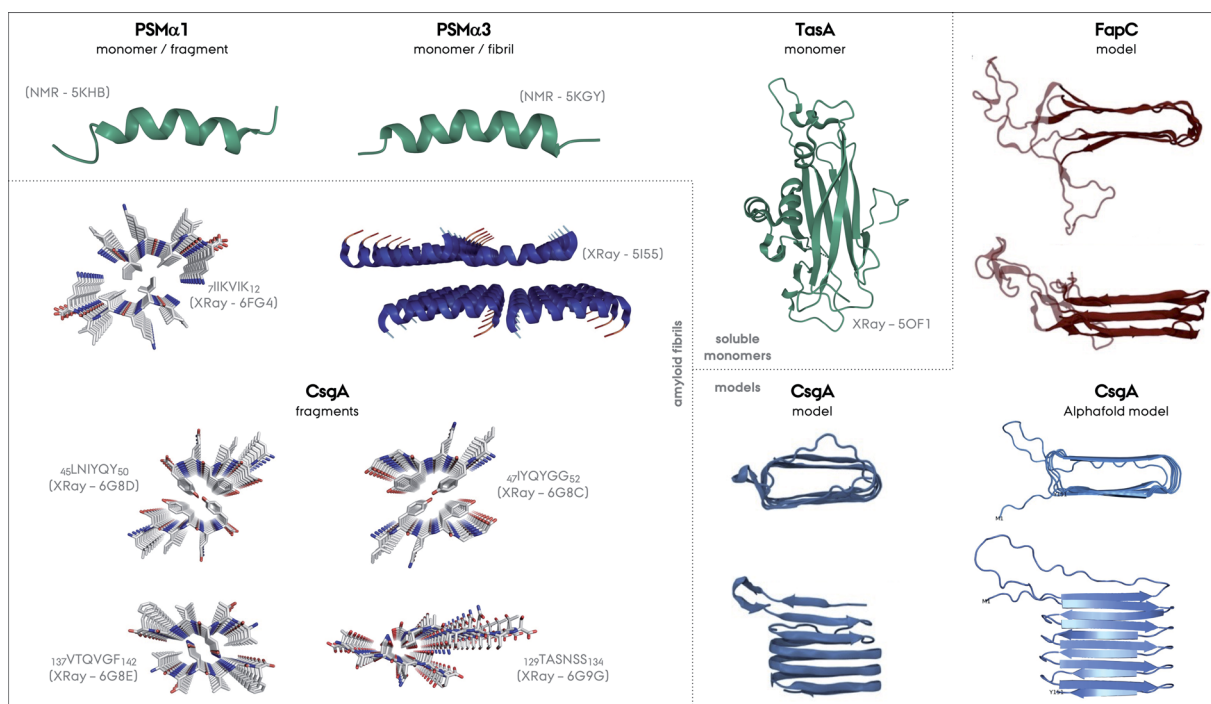 PSMα1
monomer / fragment
(NMR - 5KHB)
PSMα3
monomer / fibril
(NMR - 5KGY)
TasA
monomer
XRay - 5OF1
FapC
model
7IIKVIK12
(XRay - 6FG4)
(XRay - 5I55)
amyloid fibrils
soluble
monomers
models
CsgA
fragments
45LNIYQY50
(XRay - 6G8D)
47IYQYGG52
(XRay - 6G8C)
137VTQVGF142
(XRay - 6G8E)
129TASNSS134
(XRay - 6G9G)
CsgA
model
CsgA
Alphafold model
M1
M1